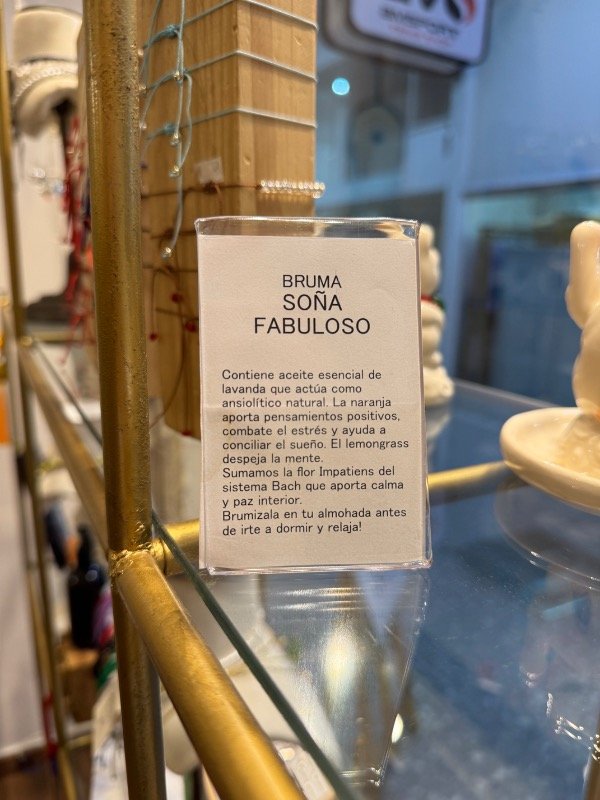 BRUMA
SOÑA
FABULOSO
Contiene aceite esencial de
lavanda que actúa como
ansiolítico natural. La naranja
aporta pensamientos positivos,
combate el estrés y ayuda a
conciliar el sueño. El lemongrass
despeja la mente.
Sumamos la flor Impatiens del
sistema Bach que aporta calma
y paz interior.
Brumizala en tu almohada antes
de irte a dormir y relaja!